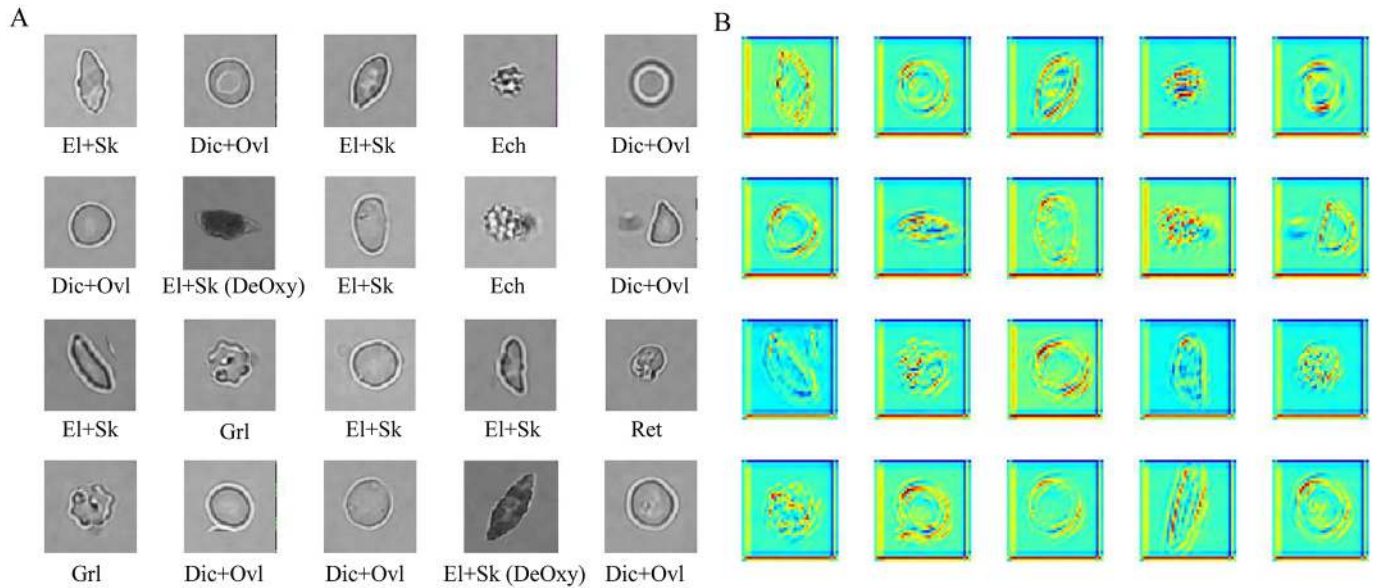 A
B
El+Sk Dic+Ovl El+Sk Ech Dic+Ovl
Dic+Ovl El+Sk (DeOxy) El+Sk Ech Dic+Ovl
El+Sk Grl El+Sk El+Sk Ret
Grl Dic+Ovl Dic+Ovl El+Sk (DeOxy) Dic+Ovl